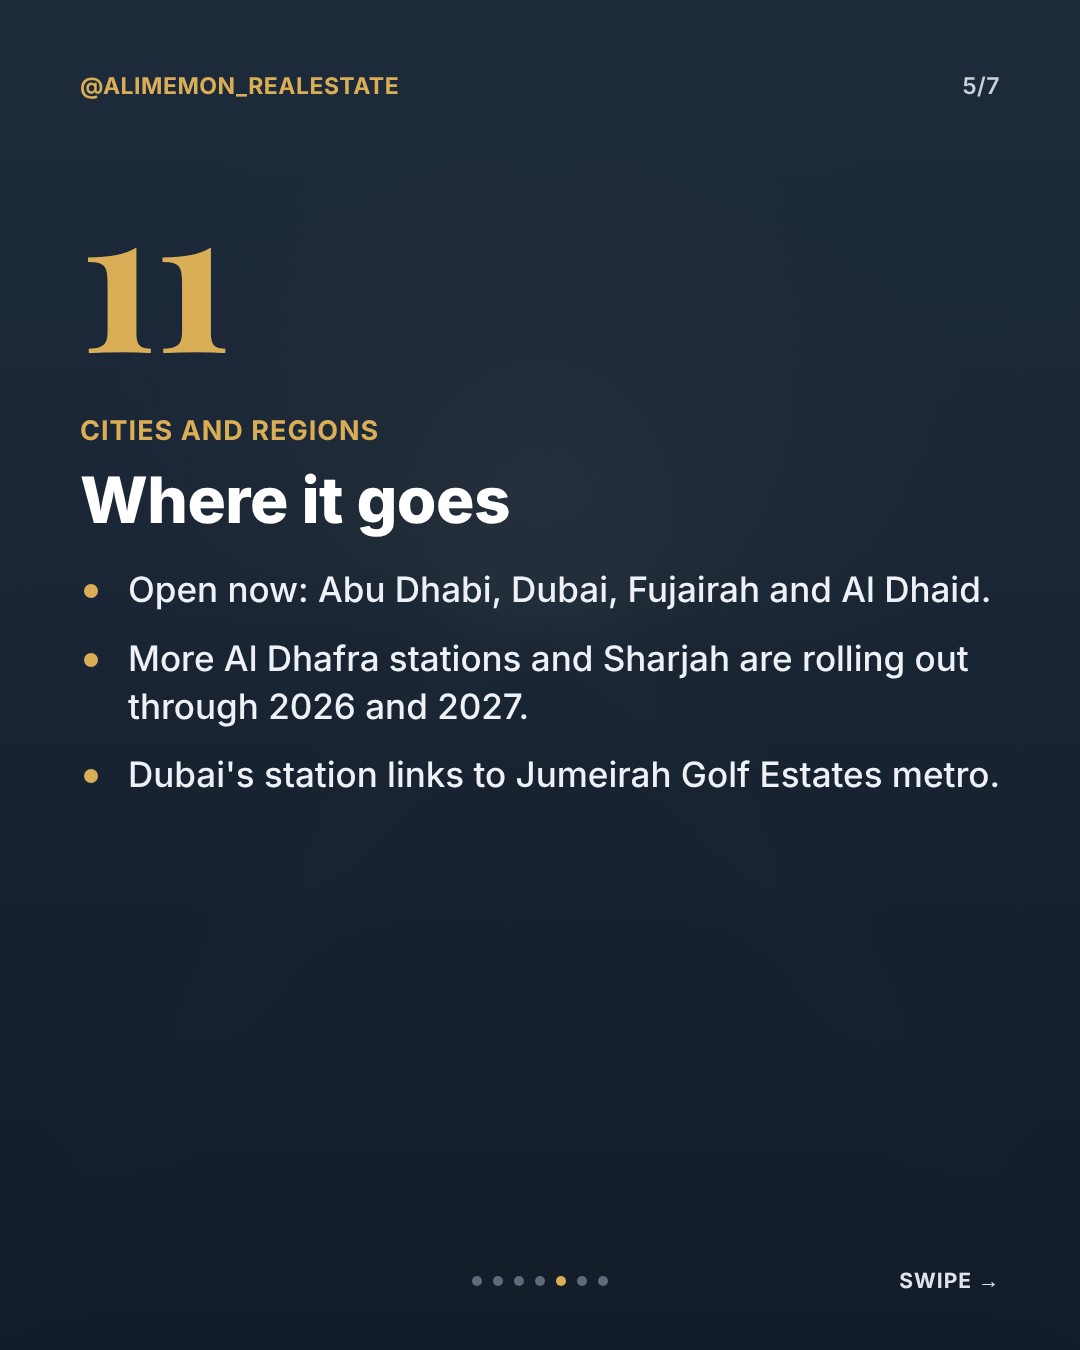 @ALIMEMON_REALESTATE
5/7
11
CITIES AND REGIONS
Where it goes
• Open now: Abu Dhabi, Dubai, Fujairah and Al Dhaid.
• More Al Dhafra stations and Sharjah are rolling out
through 2026 and 2027.
• Dubai's station links to Jumeirah Golf Estates metro.
SWIPE →